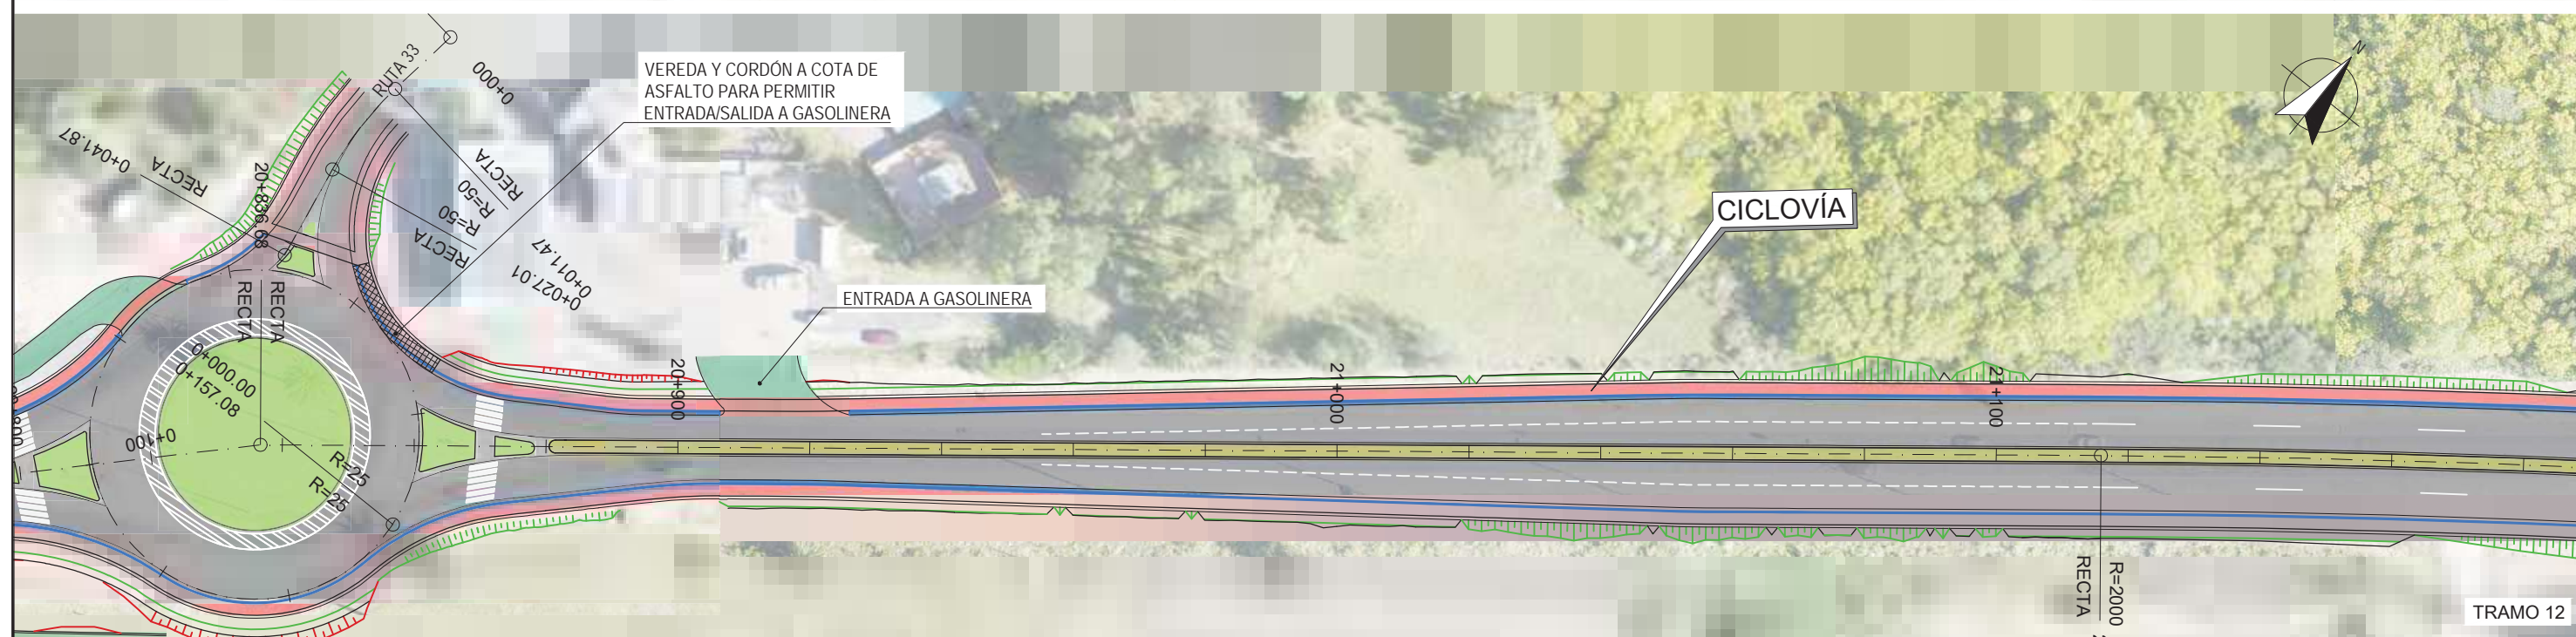 RUTA 33
0+000
VEREDA Y CORDÓN A COTA DE
ASFALTO PARA PERMITIR
ENTRADA/SALIDA A GASOLINERA
N
0+041.87
RECTA
20+836.68
RECTA
R=50
R=50
RECTA
0+011.47
0+027.01
CICLOVÍA
ENTRADA A GASOLINERA
RECTA
RECTA
0+000.00
0+157.08
0+100
R=25
R=25
20+900
21+000
21+100
RECTA
R=2000
TRAMO 12